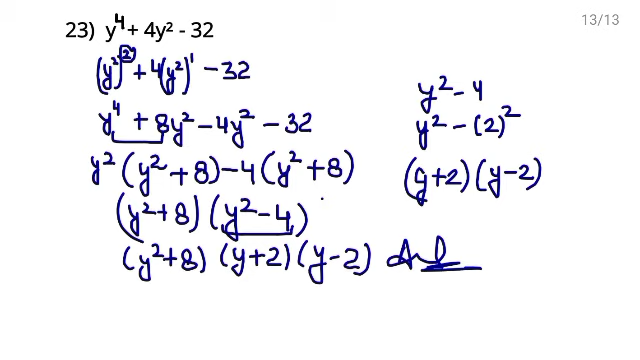 13/13
23) y⁴ + 4y² - 32
(y²)² + 4(y²)¹ - 32
y⁴ + 8y² - 4y² - 32
y² (y² + 8) - 4 (y² + 8)
(y² + 8) (y² - 4)
(y² + 8) (y + 2) (y - 2) Ans
y² - 4
y² - (2)²
(y + 2) (y - 2)